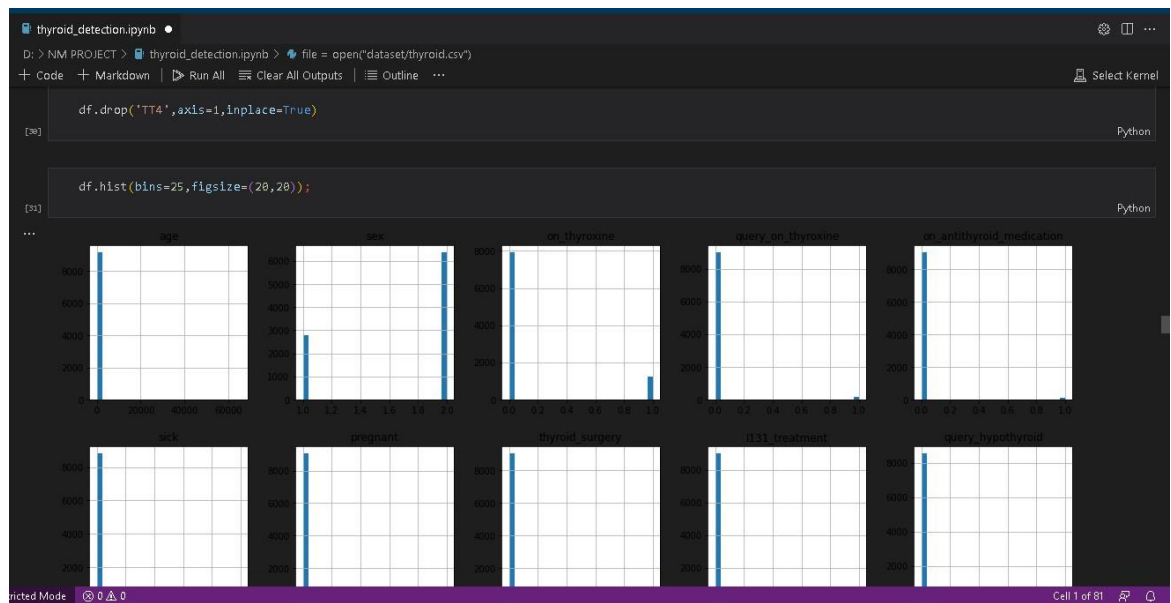 thyroid_detection.ipynb
D: > NM PROJECT > thyroid_detection.ipynb > file = open("dataset/thyroid.csv")
+ Code + Markdown | Run All Clear All Outputs | Outline ...
Select Kernel
df.drop('TT4',axis=1,inplace=True)
[30]
Python
df.hist(bins=25,figsize=(20,20));
[31]
Python
...
age sex on_thyroxine query_on_thyroxine on_antithyroid_medication
8000 6000 8000 8000 8000
6000 5000 6000 6000 6000
4000 4000 4000 4000 4000
2000 3000 2000 2000 2000
2000
1000
0 0 0 0 0
0 20000 40000 60000 1.0 1.2 1.4 1.6 1.8 2.0 0.0 0.2 0.4 0.6 0.8 1.0 0.0 0.2 0.4 0.6 0.8 1.0 0.0 0.2 0.4 0.6 0.8 1.0
sick pregnant thyroid_surgery I131_treatment query_hypothyroid
8000 8000 8000 8000 8000
6000 6000 6000 6000 6000
4000 4000 4000 4000 4000
2000 2000 2000 2000 2000
tricted Mode 0 0 Cell 1 of 81